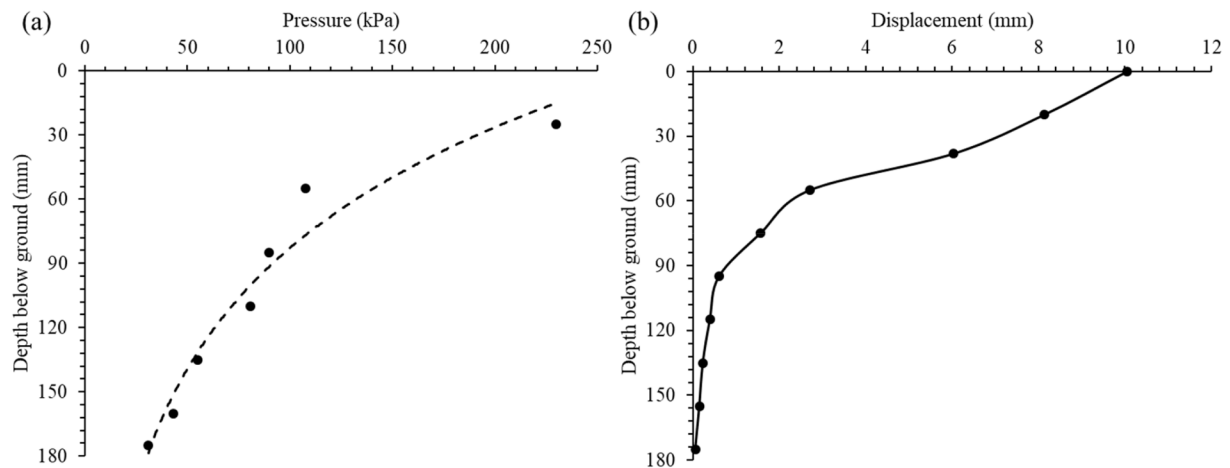 (a)
Pressure (kPa)
0 50 100 150 200 250
0
30
60
90
120
150
180
Depth below ground (mm)
(b)
Displacement (mm)
0 2 4 6 8 10 12
0
30
60
90
120
150
180
Depth below ground (mm)